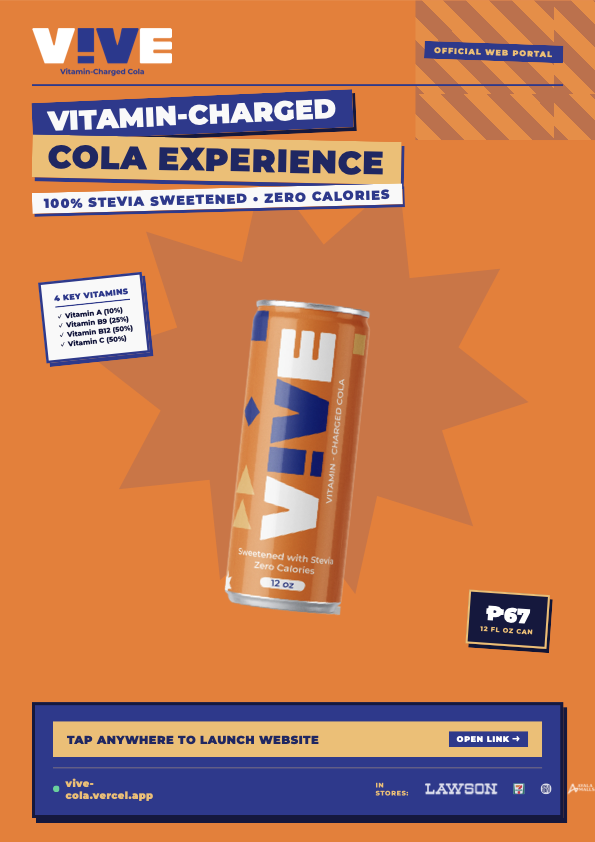 V!VE
Vitamin-Charged Cola
OFFICIAL WEB PORTAL
VITAMIN-CHARGED
COLA EXPERIENCE
100% STEVIA SWEETENED • ZERO CALORIES
4 KEY VITAMINS
✓ Vitamin A (10%)
✓ Vitamin B9 (25%)
✓ Vitamin B12 (50%)
✓ Vitamin C (50%)
V!VE
VITAMIN - CHARGED COLA
Sweetened with Stevia
Zero Calories
12 oz
₱67
12 FL OZ CAN
TAP ANYWHERE TO LAUNCH WEBSITE
OPEN LINK →
vive-
cola.vercel.app
IN
STORES:
LAWSON